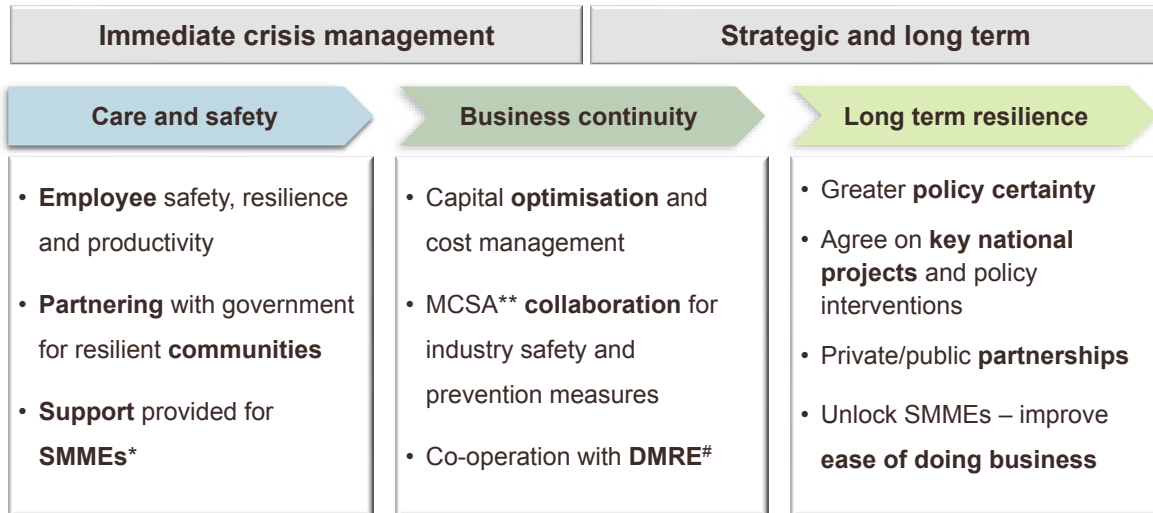 Immediate crisis management
Strategic and long term
Care and safety
• Employee safety, resilience
and productivity
• Partnering with government
for resilient communities
• Support provided for
SMMEs*
Business continuity
• Capital optimisation and
cost management
• MCSA** collaboration for
industry safety and
prevention measures
• Co-operation with DMRE#
Long term resilience
• Greater policy certainty
• Agree on key national
projects and policy
interventions
• Private/public partnerships
• Unlock SMMEs – improve
ease of doing business